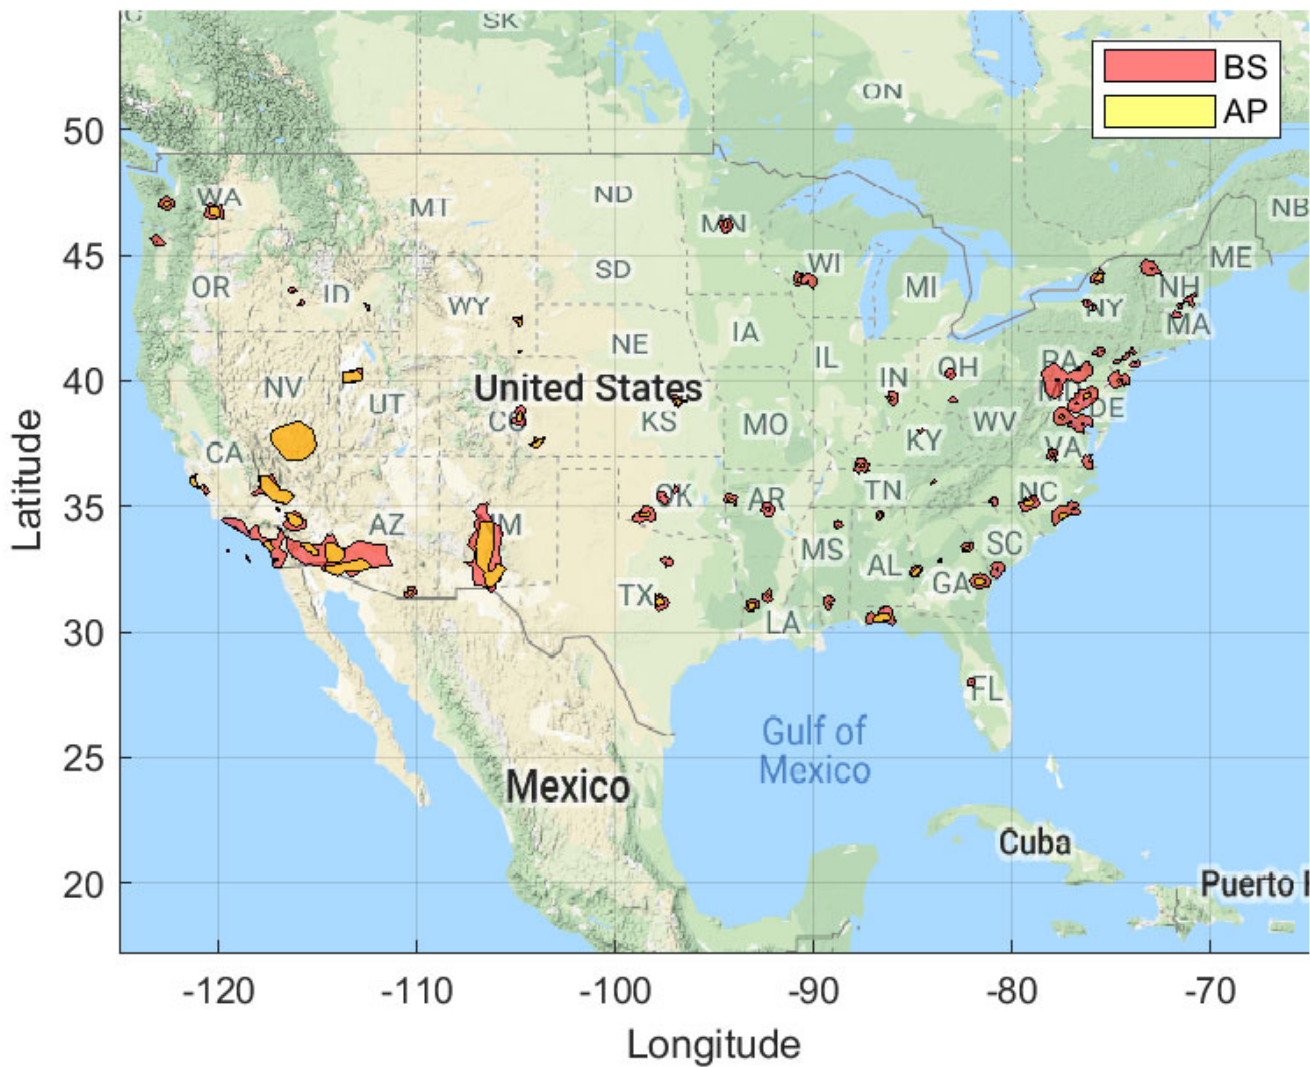 SK
BS
AP
ON
50
ND
MT
WA
NB
MN
45
WI
ME
SD
OR
ID
MI
NH
WY
NY
MA
IA
NE
IL
OH
PA
40
NV
United States
IN
UT
DE
CO
KS
MO
WV
CA
KY
VA
35
OK
AR
TN
NC
AZ
NM
MS
SC
AL
GA
TX
30
LA
FL
Gulf of
Mexico
25
Mexico
Cuba
20
Puerto
-120
-110
-100
-90
-80
-70
Longitude
Latitude